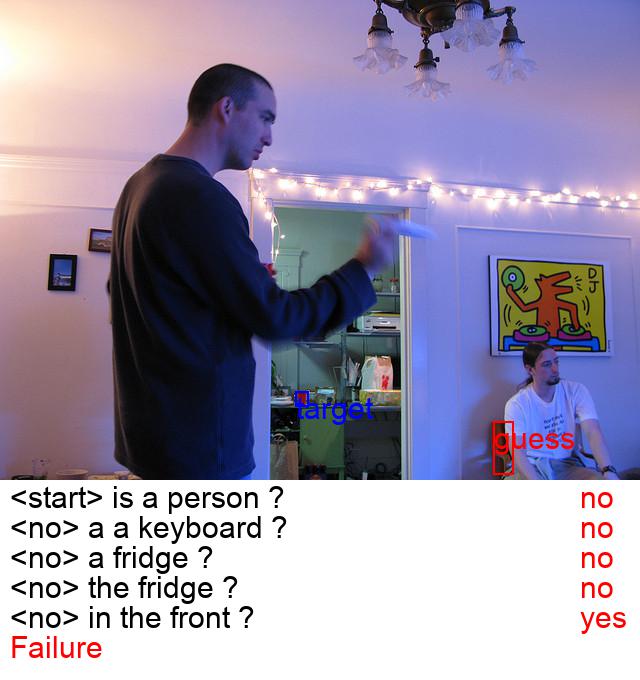 DJ
target
guess
<start> is a person ? no
<no> a a keyboard ? no
<no> a fridge ? no
<no> the fridge ? no
<no> in the front ? yes
Failure